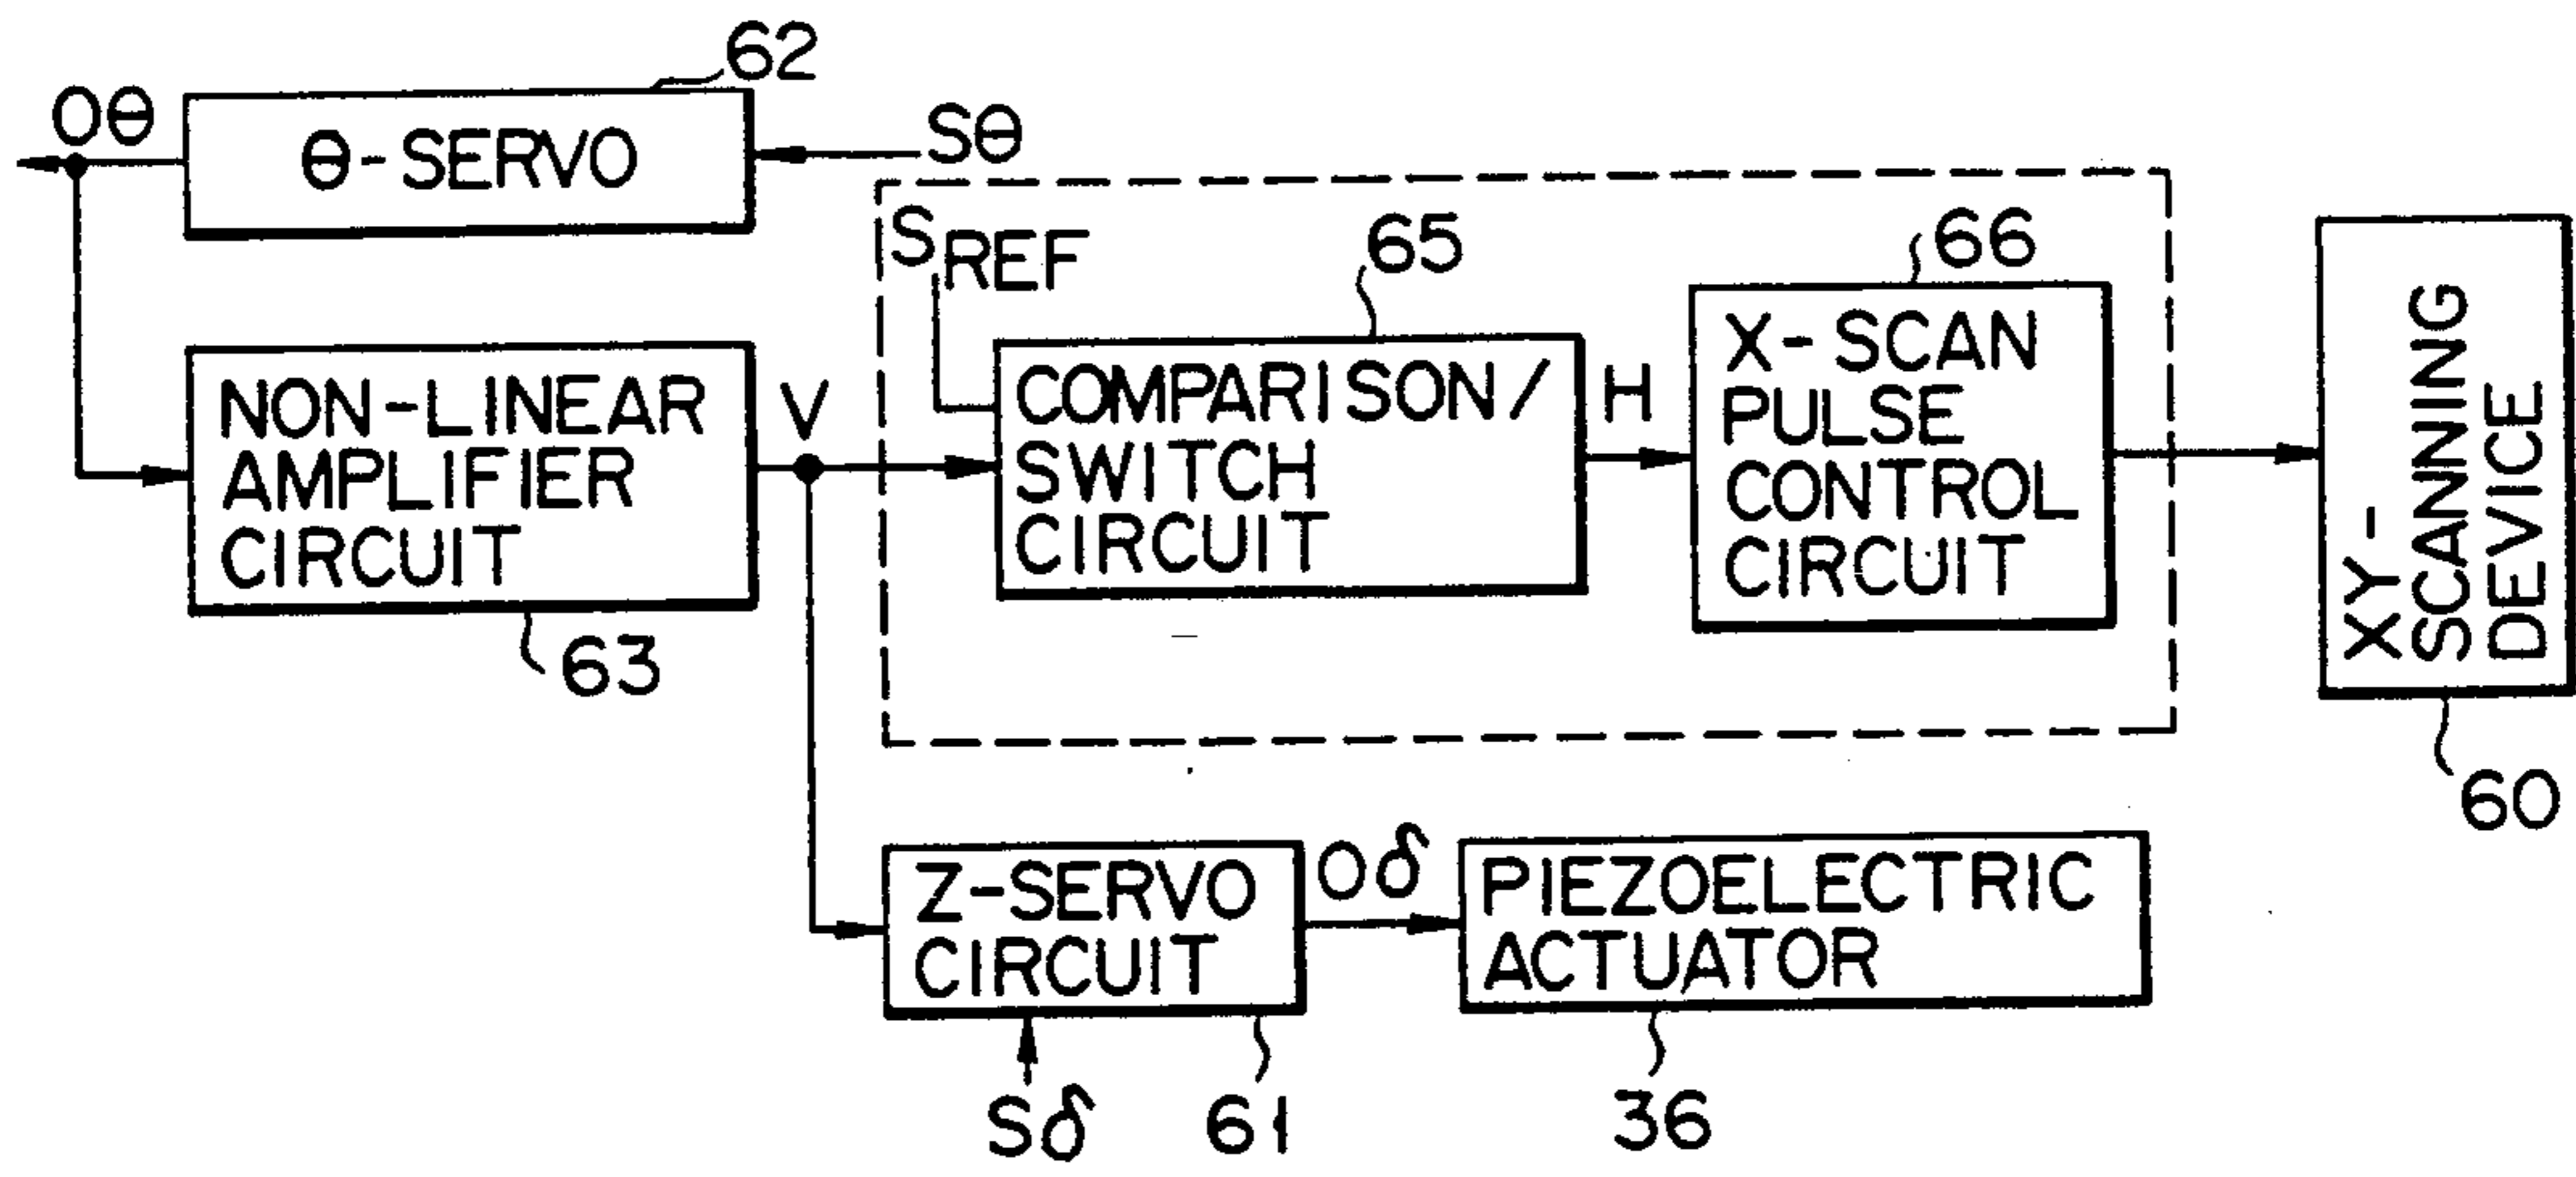 62
Oθ
θ-SERVO
Sθ
S REF
65
66
NON-LINEAR
AMPLIFIER
CIRCUIT
V
COMPARISON/
SWITCH
CIRCUIT
H
X-SCAN
PULSE
CONTROL
CIRCUIT
XY-
SCANNING
DEVICE
63
60
Z-SERVO
CIRCUIT
Oδ
PIEZOELECTRIC
ACTUATOR
Sδ
61
36